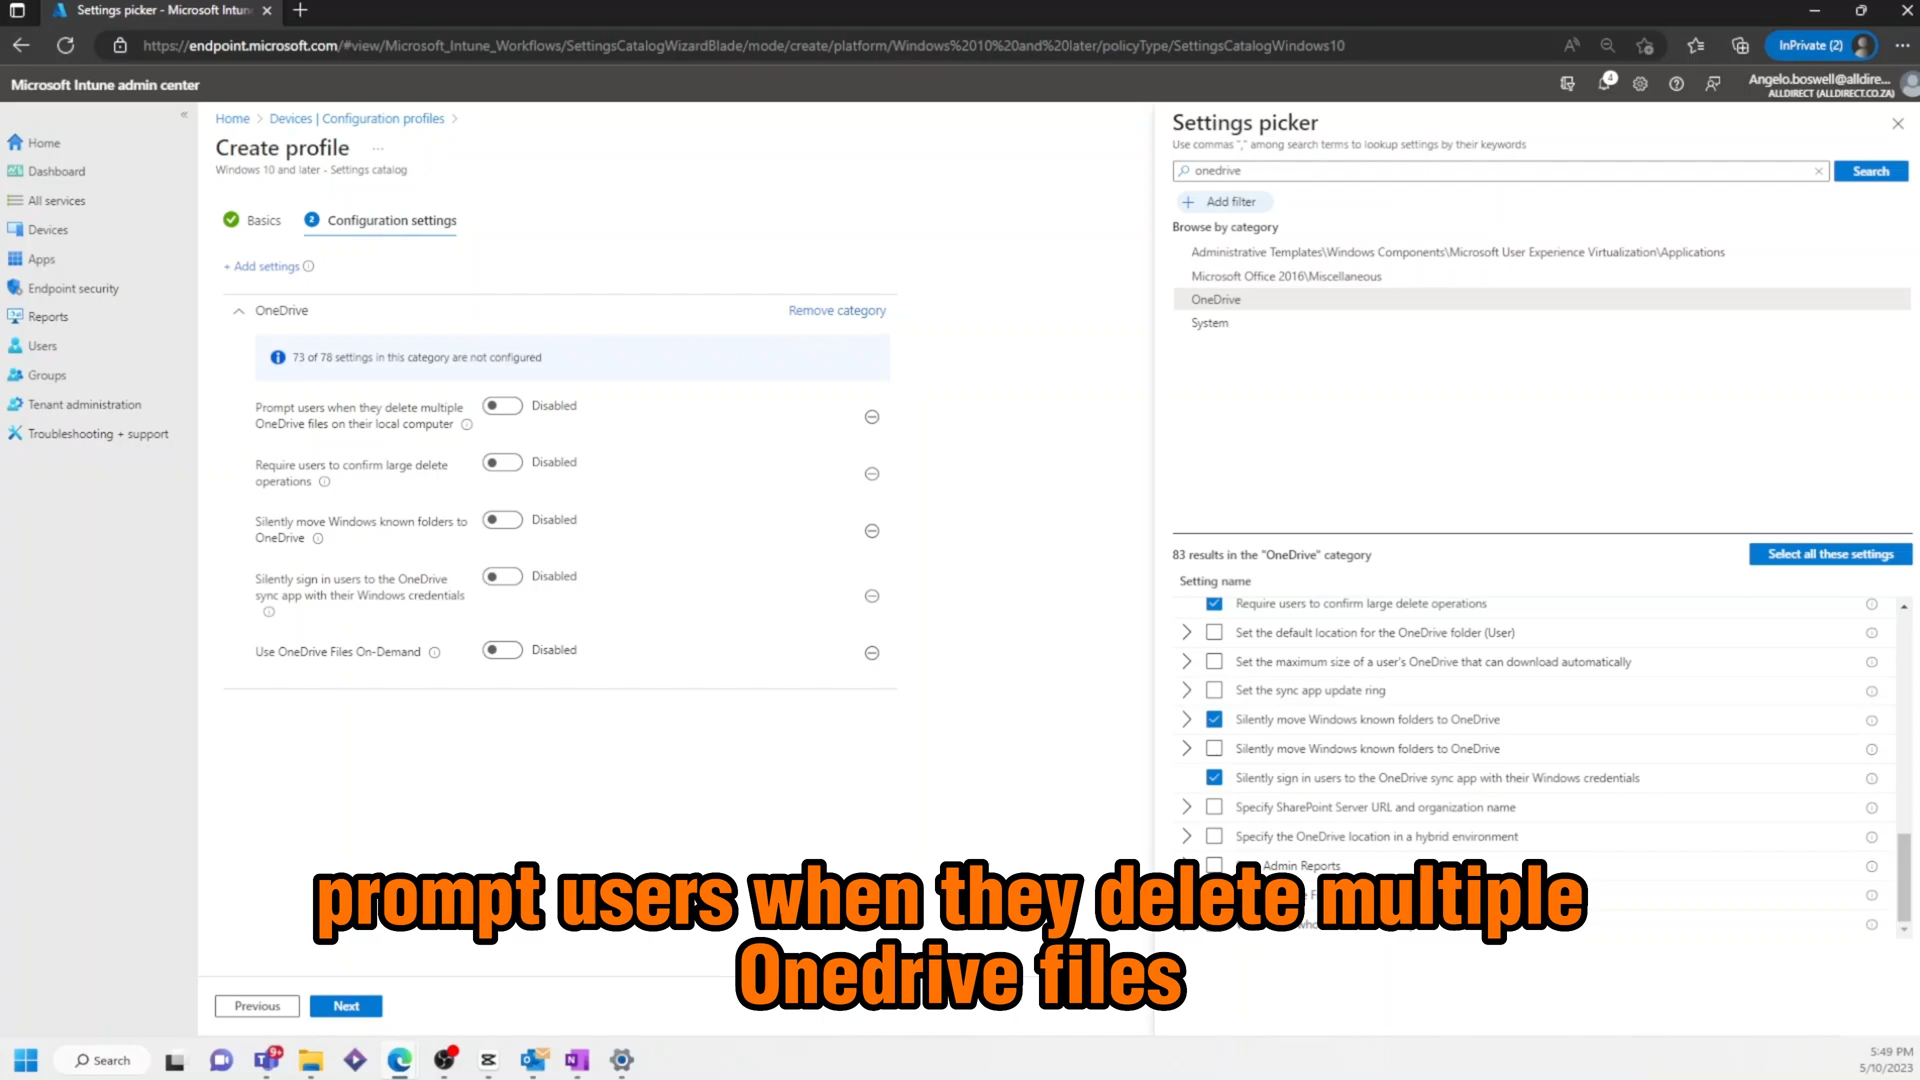 Settings picker - Microsoft Intun
https://endpoint.microsoft.com/#view/Microsoft_Intune_Workflows/SettingsCatalogWizardBlade/mode/create/platform/Windows%2010%20and%20later/policyType/SettingsCatalogWindows10
InPrivate (2)
Microsoft Intune admin center
4
Angelo.boswell@alldire...
ALLDIRECT (ALLDIRECT.CO.ZA)
Home
Dashboard
All services
Devices
Apps
Endpoint security
Reports
Users
Groups
Tenant administration
Troubleshooting + support
Home > Devices | Configuration profiles >
Create profile ...
Windows 10 and later - Settings catalog
Basics
2 Configuration settings
+ Add settings
OneDrive
Remove category
73 of 78 settings in this category are not configured
Prompt users when they delete multiple
OneDrive files on their local computer
Disabled
Require users to confirm large delete
operations
Disabled
Silently move Windows known folders to
OneDrive
Disabled
Silently sign in users to the OneDrive
sync app with their Windows credentials
Disabled
Use OneDrive Files On-Demand
Disabled
Previous
Next
Settings picker
Use commas "," among search terms to lookup settings by their keywords
onedrive
Search
+ Add filter
Browse by category
Administrative Templates\Windows Components\Microsoft User Experience Virtualization\Applications
Microsoft Office 2016\Miscellaneous
OneDrive
System
83 results in the "OneDrive" category
Select all these settings
Setting name
Require users to confirm large delete operations
Set the default location for the OneDrive folder (User)
Set the maximum size of a user's OneDrive that can download automatically
Set the sync app update ring
Silently move Windows known folders to OneDrive
Silently move Windows known folders to OneDrive
Silently sign in users to the OneDrive sync app with their Windows credentials
Specify SharePoint Server URL and organization name
Specify the OneDrive location in a hybrid environment
Admin Reports
prompt users when they delete multiple
Onedrive files
Search
9+
5:49 PM
5/10/2023